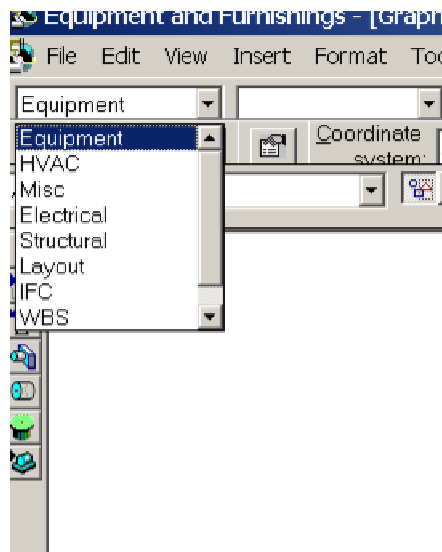 Equipment and Furnishings - [Graph
File Edit View Insert Format Too
Equipment
Equipment
HVAC
Misc
Electrical
Structural
Layout
IFC
WBS
Coordinate
system: